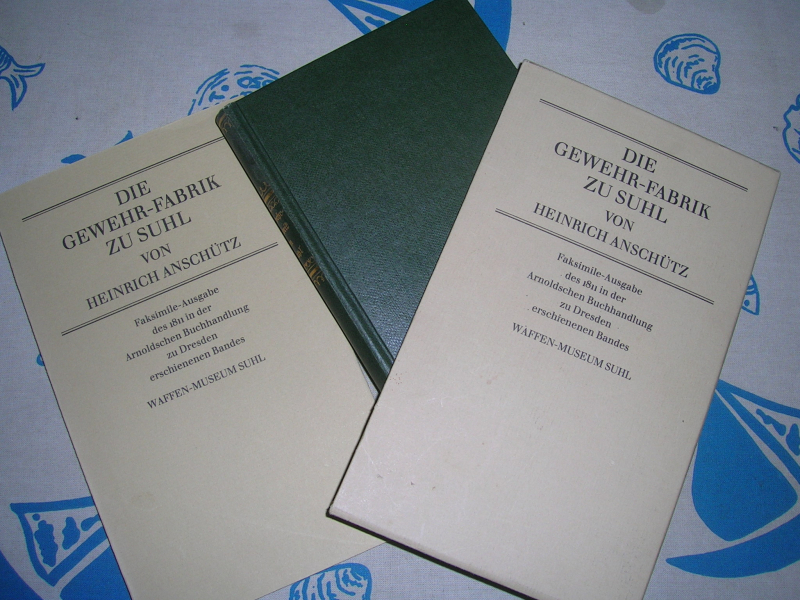 DIE
GEWEHR-FABRIK
ZU SUHL
VON
HEINRICH ANSCHÜTZ
Faksimile-Ausgabe
des 1811 in der
Arnoldschen Buchhandlung
zu Dresden
erschienenen Bandes
WAFFEN-MUSEUM SUHL
DIE
GEWEHR-FABRIK
ZU SUHL
VON
HEINRICH ANSCHÜTZ
Faksimile-Ausgabe
des 1811 in der
Arnoldschen Buchhandlung
zu Dresden
erschienenen Bandes
WAFFEN-MUSEUM SUHL